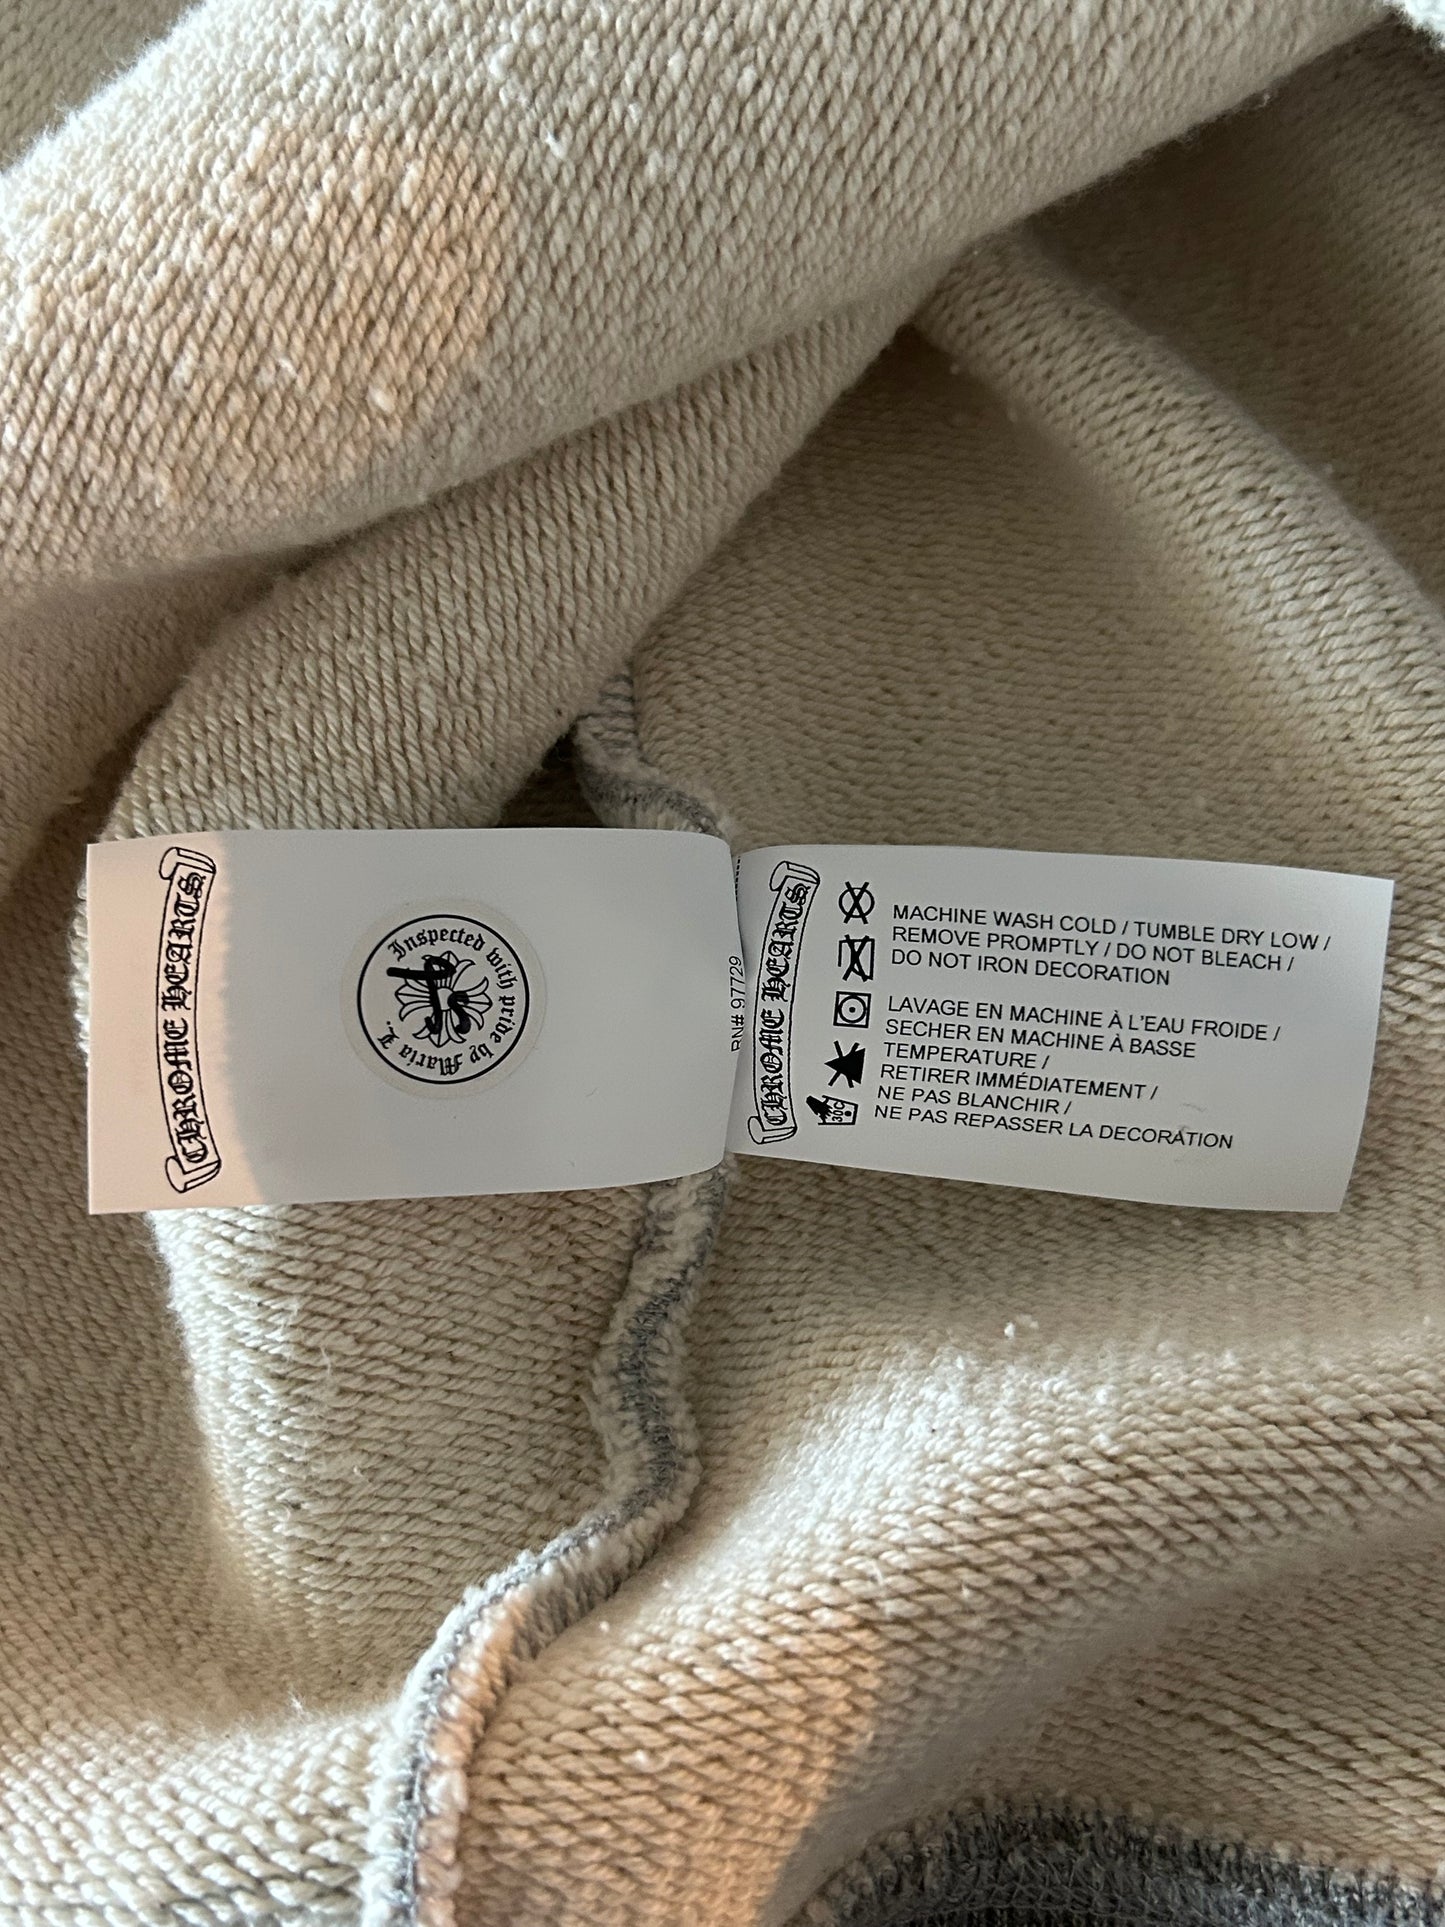 CHROME HEARTS
Inspected with pride by Maria L.
RN# 97729
CHROME HEARTS
MACHINE WASH COLD / TUMBLE DRY LOW /
REMOVE PROMPTLY / DO NOT BLEACH /
DO NOT IRON DECORATION
LAVAGE EN MACHINE À L'EAU FROIDE /
SECHER EN MACHINE À BASSE
TEMPERATURE /
RETIRER IMMÉDIATEMENT /
NE PAS BLANCHIR /
NE PAS REPASSER LA DECORATION
30C